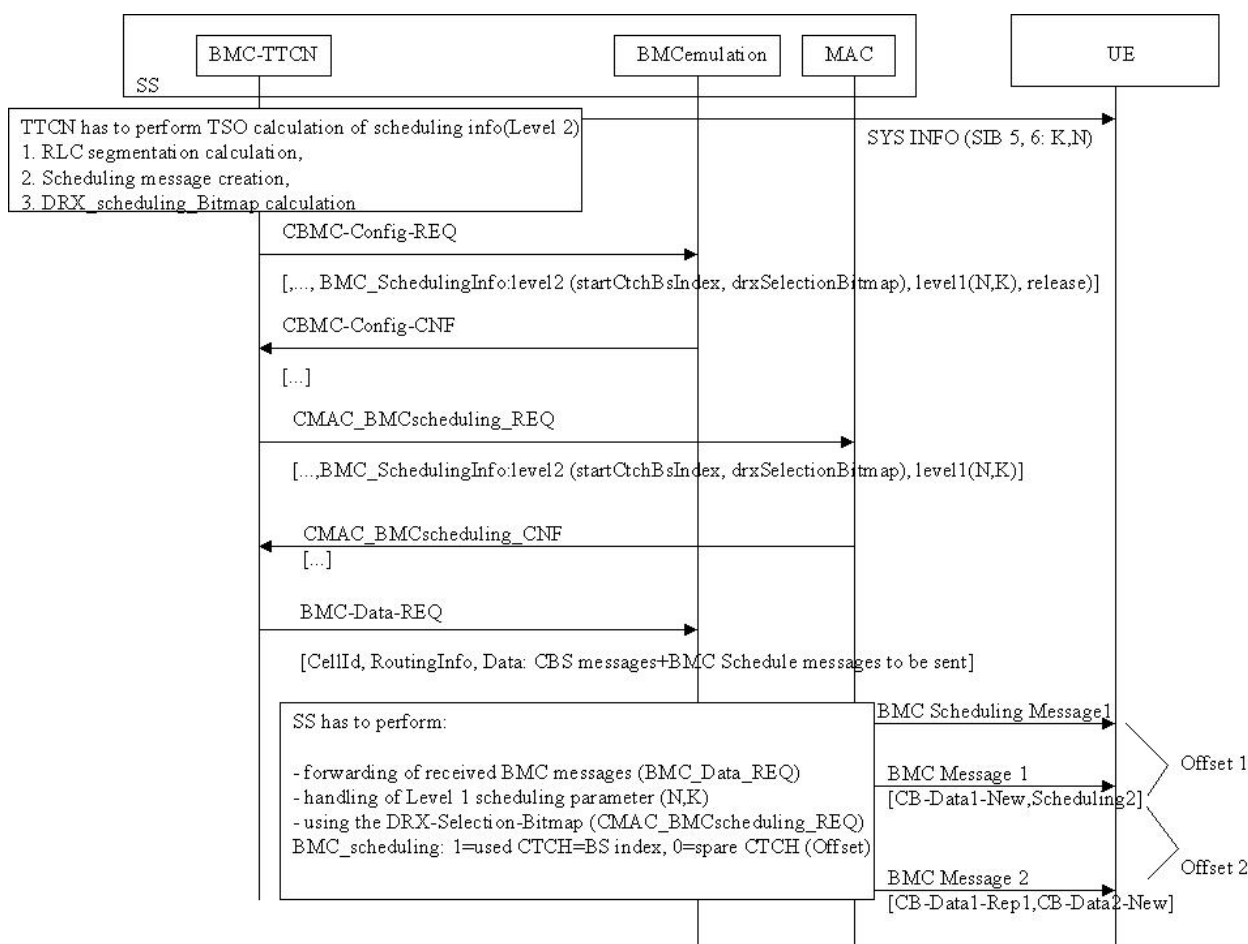 BMC-TTCN
BMCemulation
MAC
UE
SS
TTCN has to perform TSO calculation of scheduling info(Level 2)
1. RLC segmentation calculation,
2. Scheduling message creation,
3. DRX_scheduling_Bitmap calculation
SYS INFO (SIB 5, 6: K,N)
CBMC-Config-REQ
[,..., BMC_SchedulingInfo:level2 (startCtchBsIndex, drxSelectionBitmap), level1(N,K), release)]
CBMC-Config-CNF
[...]
CMAC_BMCscheduling_REQ
[...,BMC_SchedulingInfo:level2 (startCtchBsIndex, drxSelectionBitmap), level1(N,K)]
CMAC_BMCscheduling_CNF
[...]
BMC-Data-REQ
[CellId, RoutingInfo, Data: CBS messages+BMC Schedule messages to be sent]
SS has to perform:
- forwarding of received BMC messages (BMC_Data_REQ)
- handling of Level 1 scheduling parameter (N,K)
- using the DRX-Selection-Bitmap (CMAC_BMCscheduling_REQ)
BMC_scheduling: 1=used CTCH=BS index, 0=spare CTCH (Offset)
BMC Scheduling Message1
Offset 1
BMC Message 1
[CB-Data1-New,Scheduling2]
Offset 2
BMC Message 2
[CB-Data1-Rep1,CB-Data2-New]